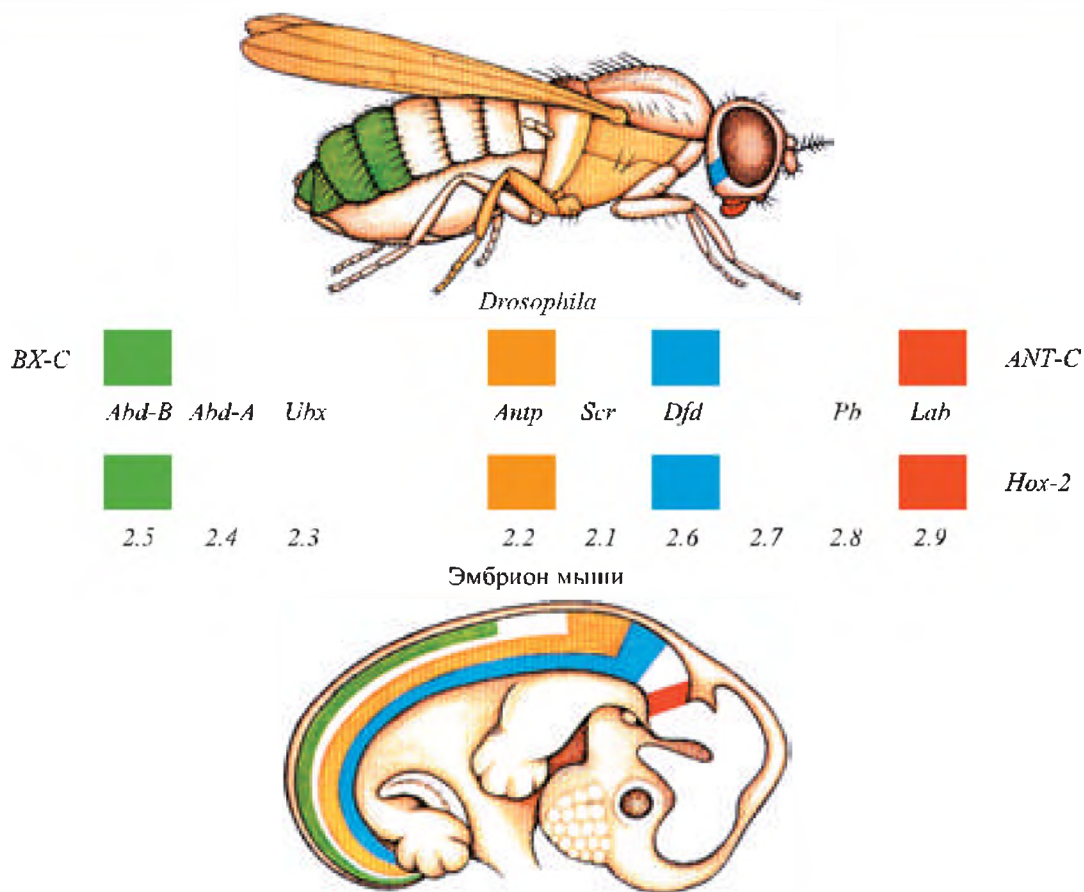 Drosophila
BX-C ANT-C
Abd-B Abd-A Ubx Antp Scr Dfd Pb Lab
Hox-2
2.5 2.4 2.3 2.2 2.1 2.6 2.7 2.8 2.9
Эмбрион мыши